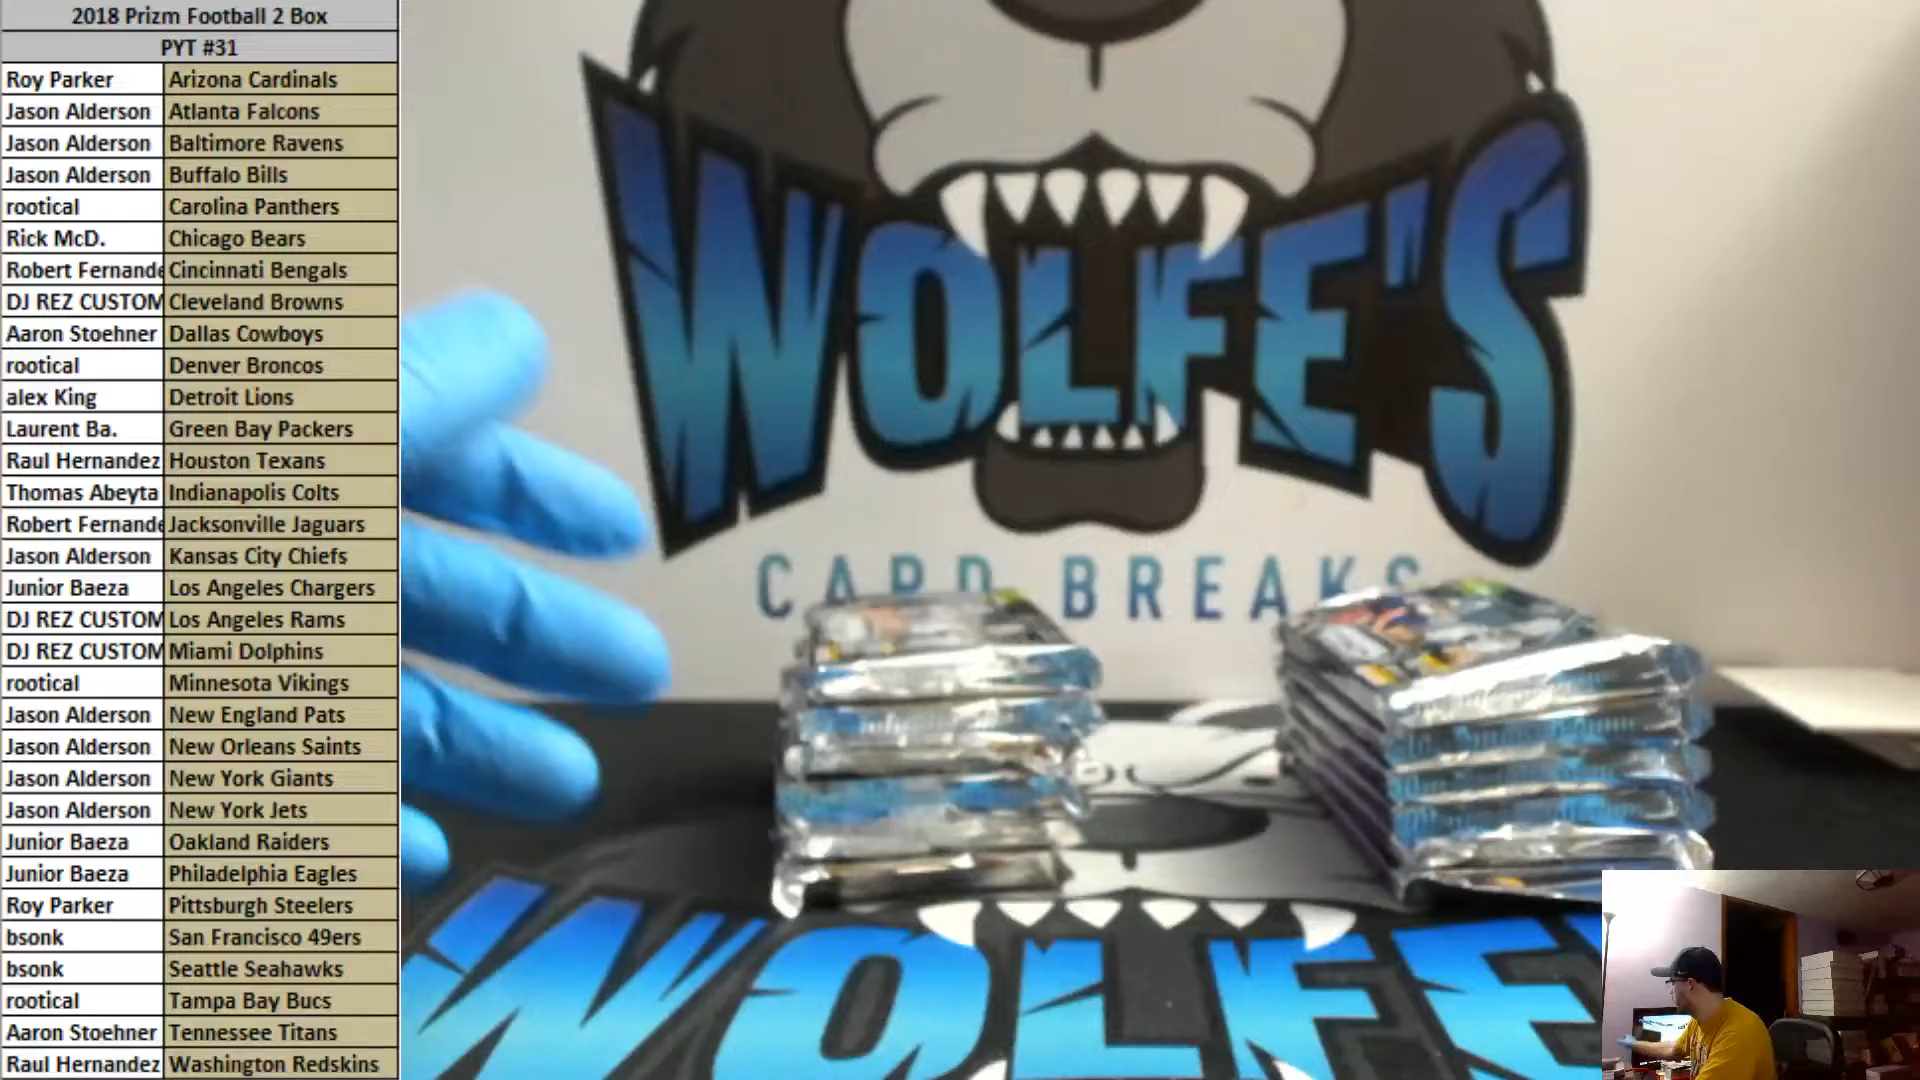 2018 Prizm Football 2 Box
PYT #31
Roy Parker Arizona Cardinals
Jason Alderson Atlanta Falcons
Jason Alderson Baltimore Ravens
Jason Alderson Buffalo Bills
rootical Carolina Panthers
Rick McD. Chicago Bears
Robert Fernande Cincinnati Bengals
DJ REZ CUSTOM Cleveland Browns
Aaron Stoehner Dallas Cowboys
rootical Denver Broncos
alex King Detroit Lions
Laurent Ba. Green Bay Packers
Raul Hernandez Houston Texans
Thomas Abeyta Indianapolis Colts
Robert Fernande Jacksonville Jaguars
Jason Alderson Kansas City Chiefs
Junior Baeza Los Angeles Chargers
DJ REZ CUSTOM Los Angeles Rams
DJ REZ CUSTOM Miami Dolphins
rootical Minnesota Vikings
Jason Alderson New England Pats
Jason Alderson New Orleans Saints
Jason Alderson New York Giants
Jason Alderson New York Jets
Junior Baeza Oakland Raiders
Junior Baeza Philadelphia Eagles
Roy Parker Pittsburgh Steelers
bsonk San Francisco 49ers
bsonk Seattle Seahawks
rootical Tampa Bay Bucs
Aaron Stoehner Tennessee Titans
Raul Hernandez Washington Redskins
WOLFE'S
CARD BREAKS
WOLFE